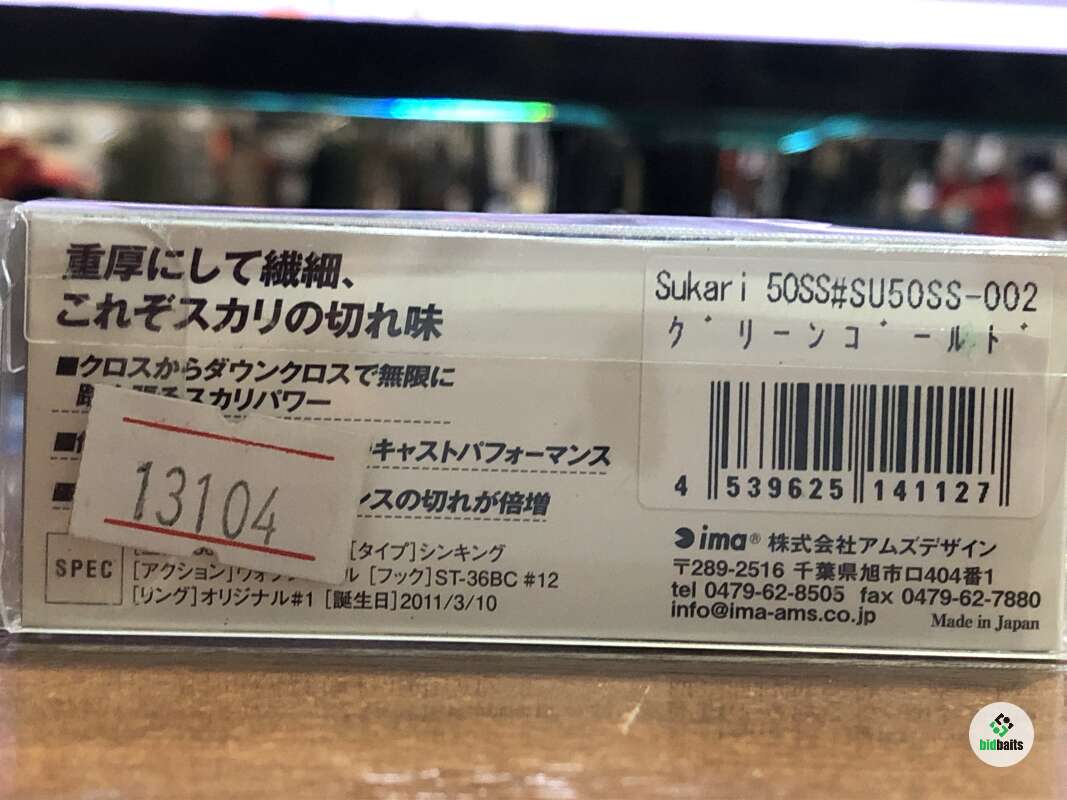 重厚にして繊細、
これぞスカリの切れ味
■クロスからダウンクロスで無限に
スカリパワー
キャストパフォーマンス
ンスの切れが倍増
13104
SPEC
[タイプ]シンキング
[アクション]ウォブン ル [フック]ST-36BC #12
[リング]オリジナル#1 [誕生日]2011/3/10
Sukari 50SS#SU50SS-002
グリーンゴールド
4 539625 141127
ima® 株式会社アムズデザイン
〒289-2516 千葉県旭市ロ404番1
tel 0479-62-8505 fax 0479-62-7880
info@ima-ams.co.jp
Made in Japan
bidbaits